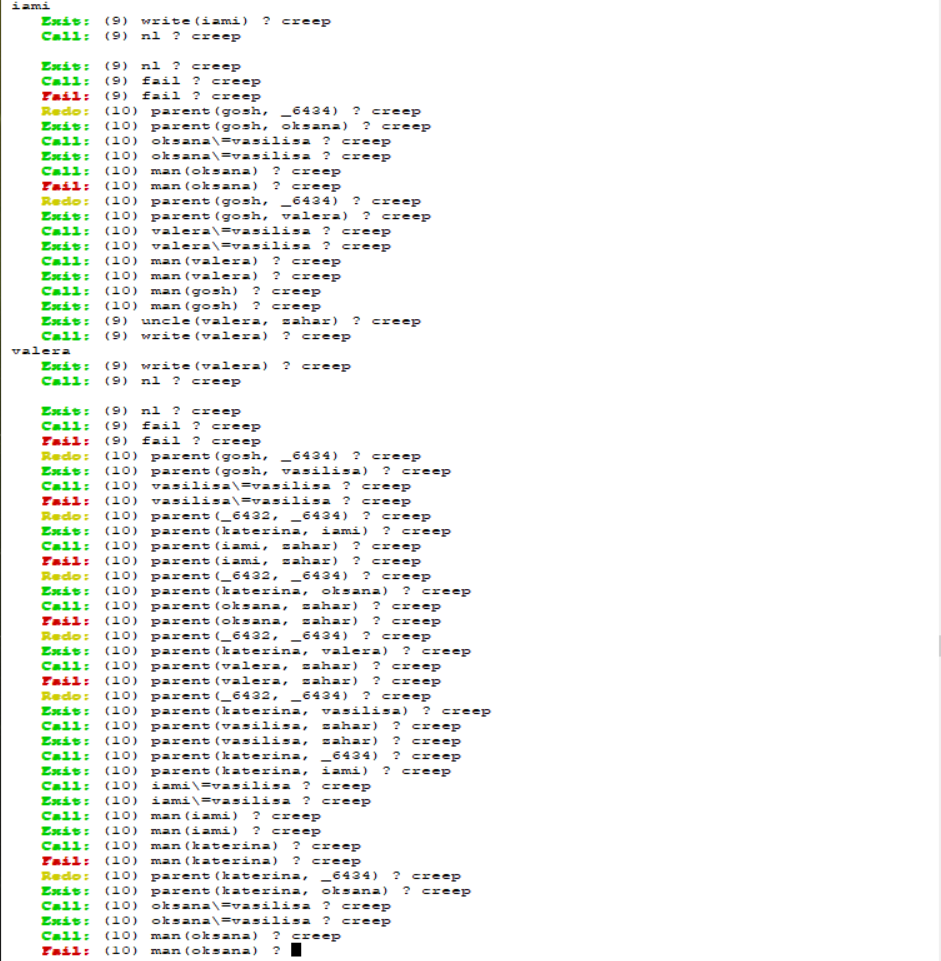 iami
Exit: (9) write(iami) ? creep
Call: (9) nl ? creep
Exit: (9) nl ? creep
Call: (9) fail ? creep
Fail: (9) fail ? creep
Redo: (10) parent(gosh, _6434) ? creep
Exit: (10) parent(gosh, oksana) ? creep
Call: (10) oksana\=vasilisa ? creep
Exit: (10) oksana\=vasilisa ? creep
Call: (10) man(oksana) ? creep
Fail: (10) man(oksana) ? creep
Redo: (10) parent(gosh, _6434) ? creep
Exit: (10) parent(gosh, valera) ? creep
Call: (10) valera\=vasilisa ? creep
Exit: (10) valera\=vasilisa ? creep
Call: (10) man(valera) ? creep
Exit: (10) man(valera) ? creep
Call: (10) man(gosh) ? creep
Exit: (10) man(gosh) ? creep
Exit: (9) uncle(valera, zahar) ? creep
Call: (9) write(valera) ? creep
valera
Exit: (9) write(valera) ? creep
Call: (9) nl ? creep
Exit: (9) nl ? creep
Call: (9) fail ? creep
Fail: (9) fail ? creep
Redo: (10) parent(gosh, _6434) ? creep
Exit: (10) parent(gosh, vasilisa) ? creep
Call: (10) vasilisa\=vasilisa ? creep
Fail: (10) vasilisa\=vasilisa ? creep
Redo: (10) parent(_6432, _6434) ? creep
Exit: (10) parent(katerina, iami) ? creep
Call: (10) parent(iami, zahar) ? creep
Fail: (10) parent(iami, zahar) ? creep
Redo: (10) parent(_6432, _6434) ? creep
Exit: (10) parent(katerina, oksana) ? creep
Call: (10) parent(oksana, zahar) ? creep
Fail: (10) parent(oksana, zahar) ? creep
Redo: (10) parent(_6432, _6434) ? creep
Exit: (10) parent(katerina, valera) ? creep
Call: (10) parent(valera, zahar) ? creep
Fail: (10) parent(valera, zahar) ? creep
Redo: (10) parent(_6432, _6434) ? creep
Exit: (10) parent(katerina, vasilisa) ? creep
Call: (10) parent(vasilisa, zahar) ? creep
Exit: (10) parent(vasilisa, zahar) ? creep
Call: (10) parent(katerina, _6434) ? creep
Exit: (10) parent(katerina, iami) ? creep
Call: (10) iami\=vasilisa ? creep
Exit: (10) iami\=vasilisa ? creep
Call: (10) man(iami) ? creep
Exit: (10) man(iami) ? creep
Call: (10) man(katerina) ? creep
Fail: (10) man(katerina) ? creep
Redo: (10) parent(katerina, _6434) ? creep
Exit: (10) parent(katerina, oksana) ? creep
Call: (10) oksana\=vasilisa ? creep
Exit: (10) oksana\=vasilisa ? creep
Call: (10) man(oksana) ? creep
Fail: (10) man(oksana) ?